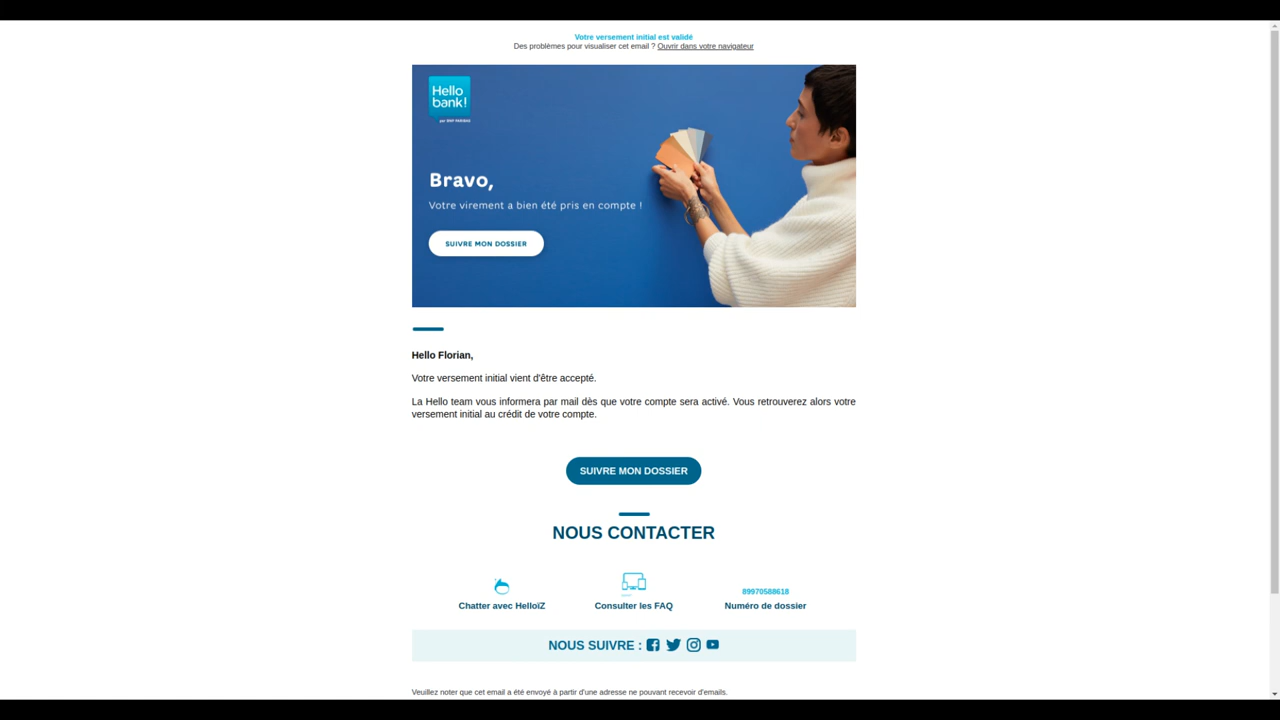 Votre versement initial est validé
Des problèmes pour visualiser cet email ? Ouvrir dans votre navigateur
Hello
bank!
par BNP PARIBAS
Bravo,
Votre virement a bien été pris en compte !
SUIVRE MON DOSSIER
Hello Florian,
Votre versement initial vient d'être accepté.
La Hello team vous informera par mail dès que votre compte sera activé. Vous retrouverez alors votre
versement initial au crédit de votre compte.
SUIVRE MON DOSSIER
NOUS CONTACTER
89970588618
Chatter avec HelloïZ
Consulter les FAQ
Numéro de dossier
NOUS SUIVRE :
Veuillez noter que cet email a été envoyé à partir d'une adresse ne pouvant recevoir d'emails.